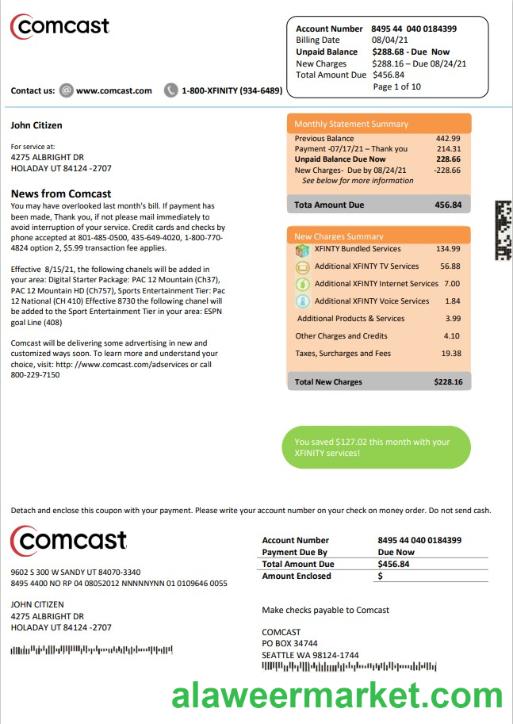 comcast
Account Number 8495 44 040 0184399
Billing Date 08/04/21
Unpaid Balance $288.68 - Due Now
New Charges $288.16 – Due 08/24/21
Total Amount Due $456.84
Page 1 of 10
Contact us: www.comcast.com 1-800-XFINITY (934-6489)
John Citizen
For service at:
4275 ALBRIGHT DR
HOLADAY UT 84124 -2707
News from Comcast
You may have overlooked last month's bill. If payment has
been made, Thank you, if not please mail immediately to
avoid interruption of your service. Credit cards and checks by
phone accepted at 801-485-0500, 435-649-4020, 1-800-770-
4824 option 2, $5.99 transaction fee applies.
Effective 8/15/21, the following chanels will be added in
your area: Digital Starter Package: PAC 12 Mountain (Ch37),
PAC 12 Mountain HD (Ch757), Sports Entertainment Tier: Pac
12 National (CH 410) Effective 8730 the following chanel will
be added to the Sport Entertainment Tier in your area: ESPN
goal Line (408)
Comcast will be delivering some advertising in new and
customized ways soon. To learn more and understand your
choice, visit: http: //www.comcast.com/adservices or call
800-229-7150
Monthly Statement Summary
Previous Balance 442.99
Payment -07/17/21 – Thank you 214.31
Unpaid Balance Due Now 228.66
New Charges- Due by 08/24/21 -228.66
See below for more information
Tota Amount Due 456.84
New Charges Summary
XFINITY Bundled Services 134.99
Additional XFINITY TV Services 56.88
Additional XFINITY Internet Services 7.00
Additional XFINITY Voice Services 1.84
Additional Products & Services 3.99
Other Charges and Credits 4.10
Taxes, Surcharges and Fees 19.38
Total New Charges $228.16
You saved $127.02 this month with your
XFINITY services!
Detach and enclose this coupon with your payment. Please write your account number on your check on money order. Do not send cash.
comcast
9602 S 300 W SANDY UT 84070-3340
8495 4400 NO RP 04 08052012 NNNNNYNN 01 0109646 0055
JOHN CITIZEN
4275 ALBRIGHT DR
HOLADAY UT 84124 -2707
Account Number 8495 44 040 0184399
Payment Due By Due Now
Total Amount Due $456.84
Amount Enclosed $
Make checks payable to Comcast
COMCAST
PO BOX 34744
SEATTLE WA 98124-1744
alaweermarket.com